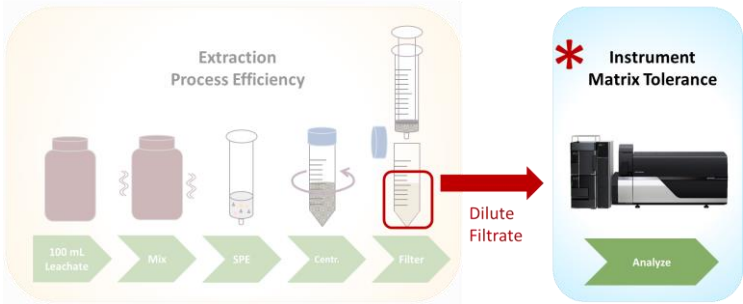 Extraction
Process Efficiency
100 mL
Leachate
Mix
SPE
Centr.
Filter
Dilute
Filtrate
*
Instrument
Matrix Tolerance
Analyze